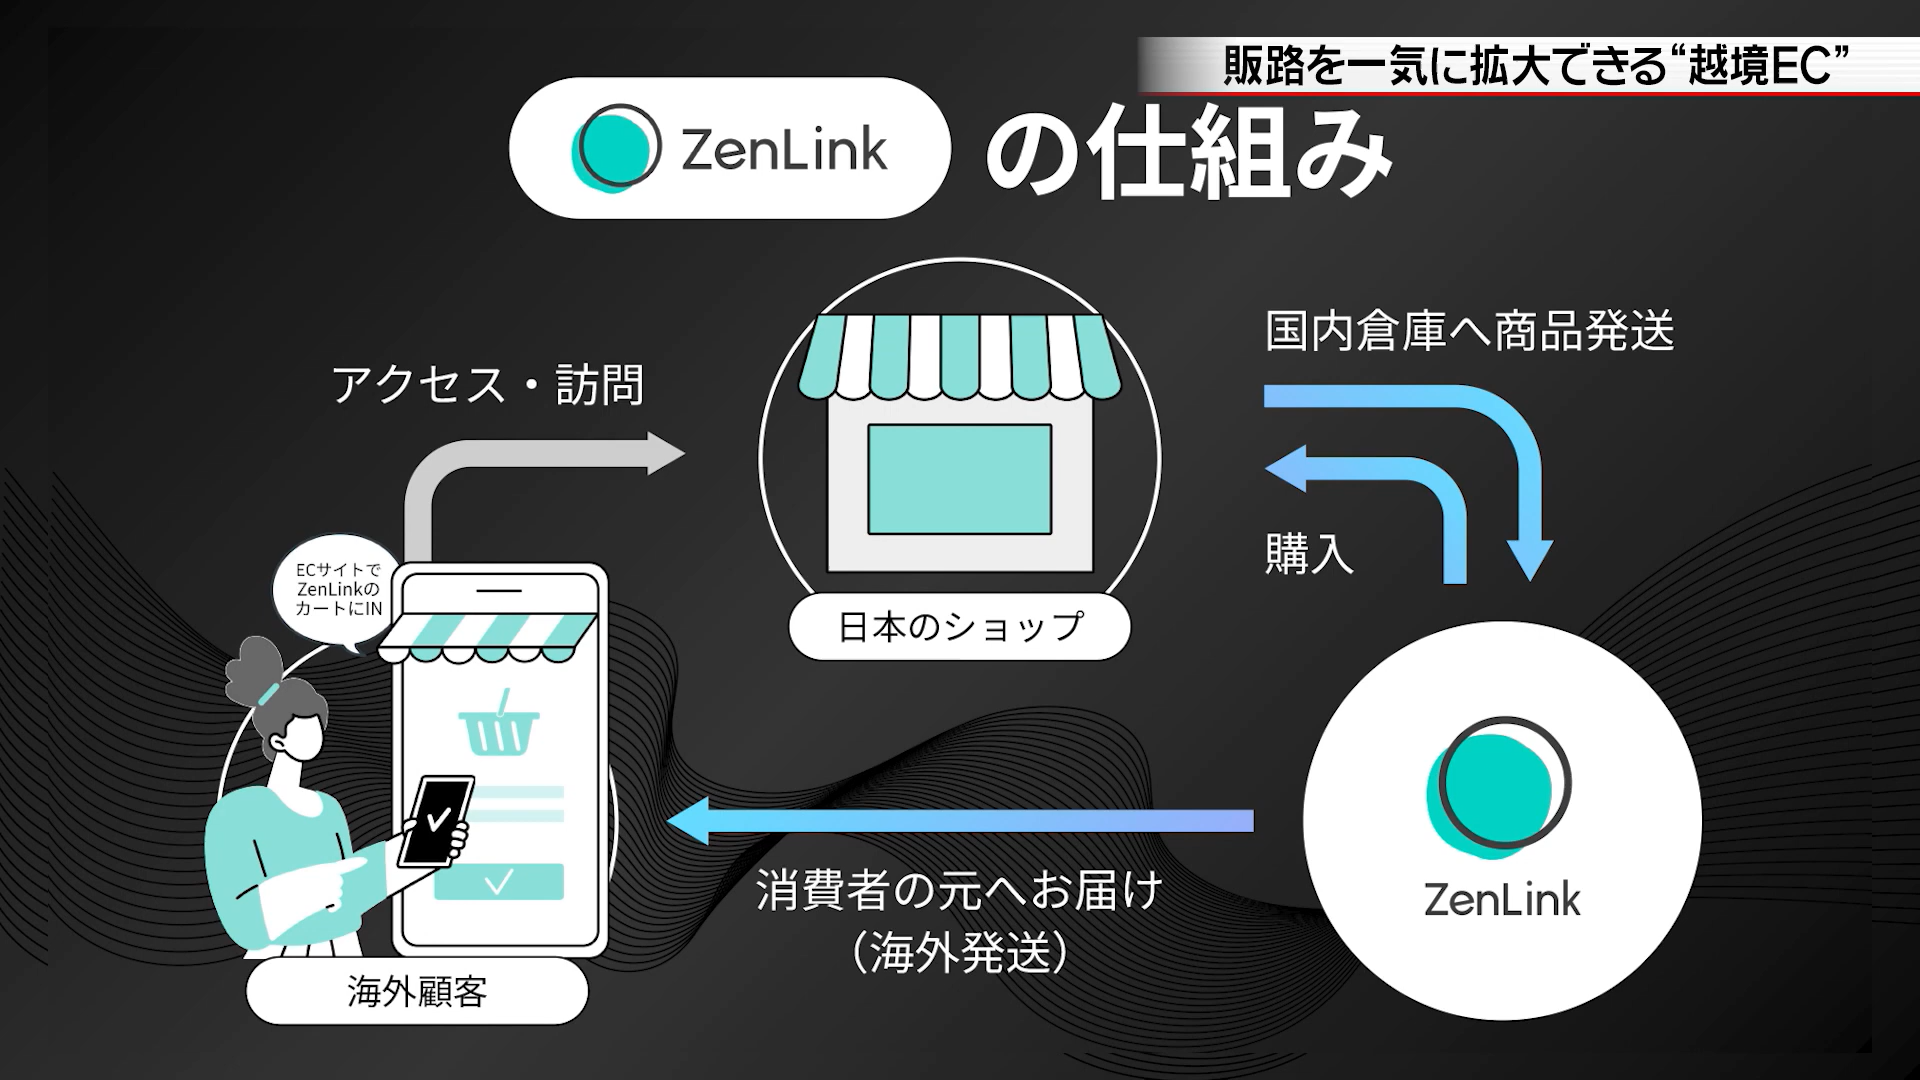 販路を一気に拡大できる“越境EC”
ZenLink の仕組み
アクセス・訪問
国内倉庫へ商品発送
購入
ECサイトで
ZenLinkの
カートにIN
日本のショップ
ZenLink
消費者の元へお届け
（海外発送）
海外顧客